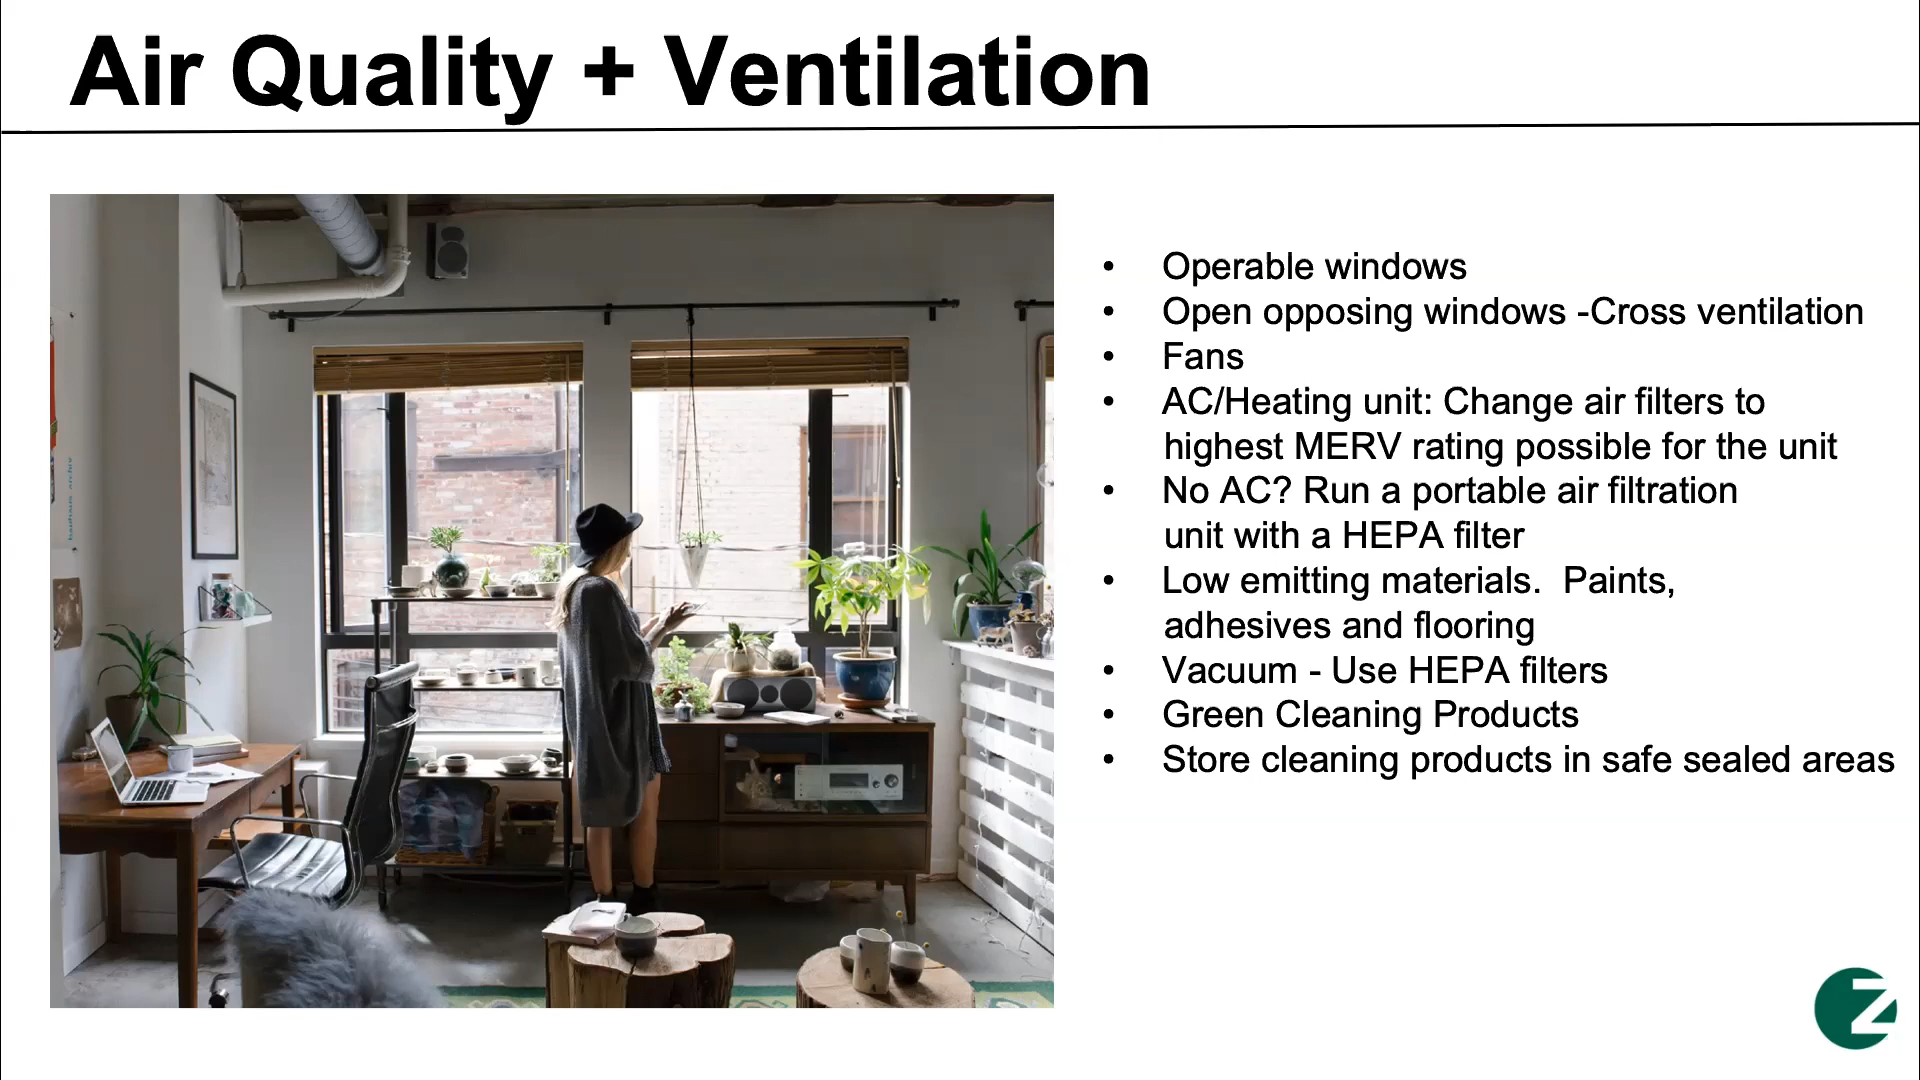 Air Quality + Ventilation
• Operable windows
• Open opposing windows -Cross ventilation
• Fans
• AC/Heating unit: Change air filters to
highest MERV rating possible for the unit
• No AC? Run a portable air filtration
unit with a HEPA filter
• Low emitting materials.  Paints,
adhesives and flooring
• Vacuum - Use HEPA filters
• Green Cleaning Products
• Store cleaning products in safe sealed areas
Z